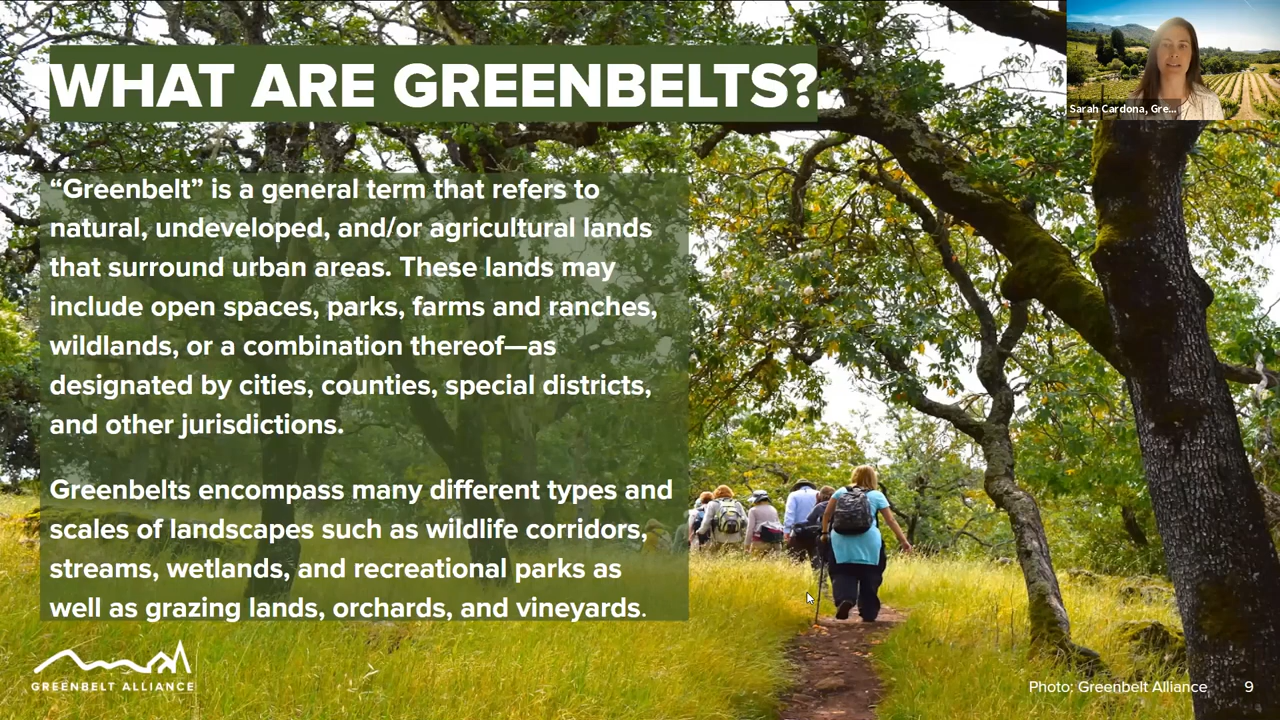 WHAT ARE GREENBELTS?
Sarah Cardona, Gre...
“Greenbelt” is a general term that refers to
natural, undeveloped, and/or agricultural lands
that surround urban areas. These lands may
include open spaces, parks, farms and ranches,
wildlands, or a combination thereof—as
designated by cities, counties, special districts,
and other jurisdictions.
Greenbelts encompass many different types and
scales of landscapes such as wildlife corridors,
streams, wetlands, and recreational parks as
well as grazing lands, orchards, and vineyards.
GREENBELT ALLIANCE
Photo: Greenbelt Alliance 9